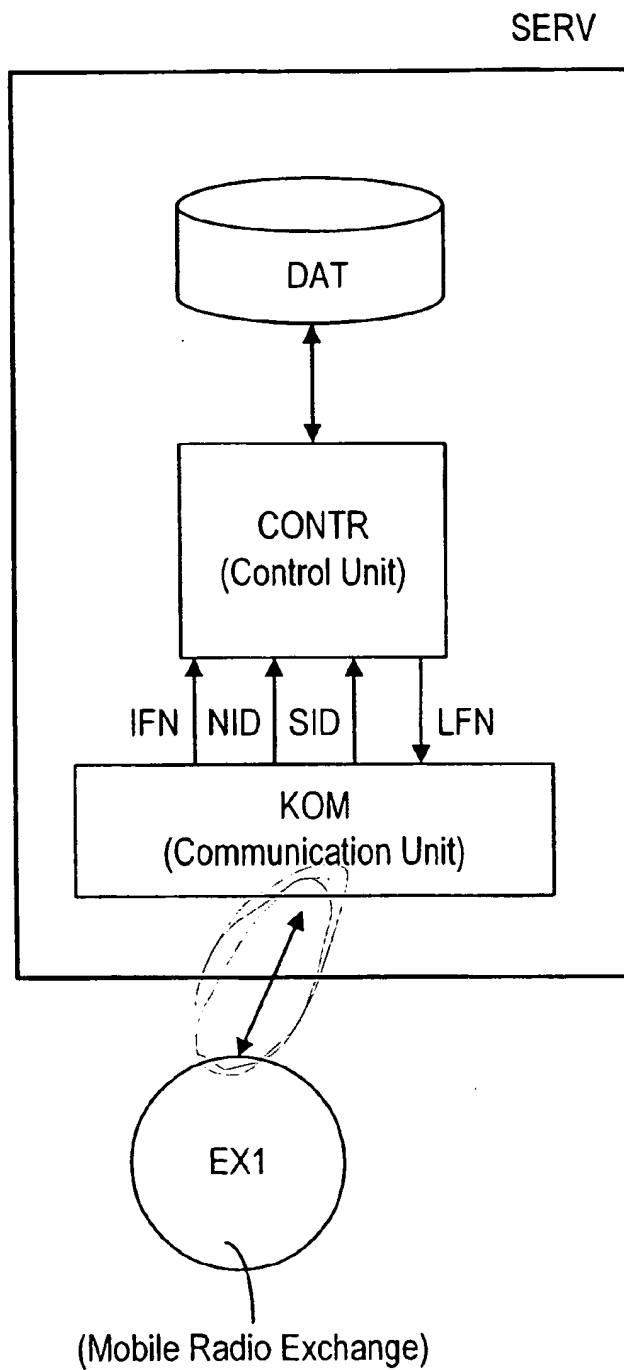 SERV
DAT
CONTR
(Control Unit)
IFN NID SID LFN
KOM
(Communication Unit)
EX1
(Mobile Radio Exchange)